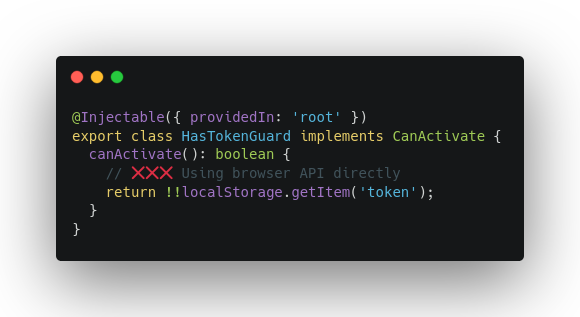 @Injectable({ providedIn: 'root' })
export class HasTokenGuard implements CanActivate {
  canActivate(): boolean {
    // ❌❌❌ Using browser API directly
    return !!localStorage.getItem('token');
  }
}